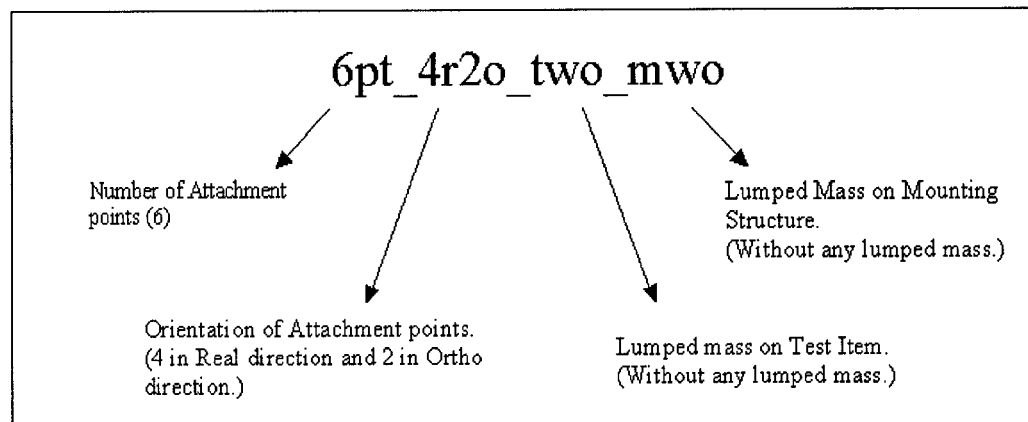 6pt_4r2o_two_mwo
Number of Attachment
points (6)
Lumped Mass on Mounting
Structure.
(Without any lumped mass.)
Orientation of Attachment points.
(4 in Real direction and 2 in Ortho
direction.)
Lumped mass on Test Item.
(Without any lumped mass.)